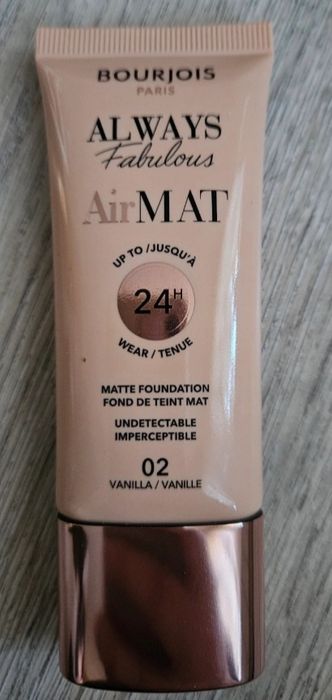 BOURJOIS
PARIS
ALWAYS
Fabulous
AirMAT
UP TO / JUSQU'À
24H
WEAR / TENUE
MATTE FOUNDATION
FOND DE TEINT MAT
UNDETECTABLE
IMPERCEPTIBLE
02
VANILLA / VANILLE